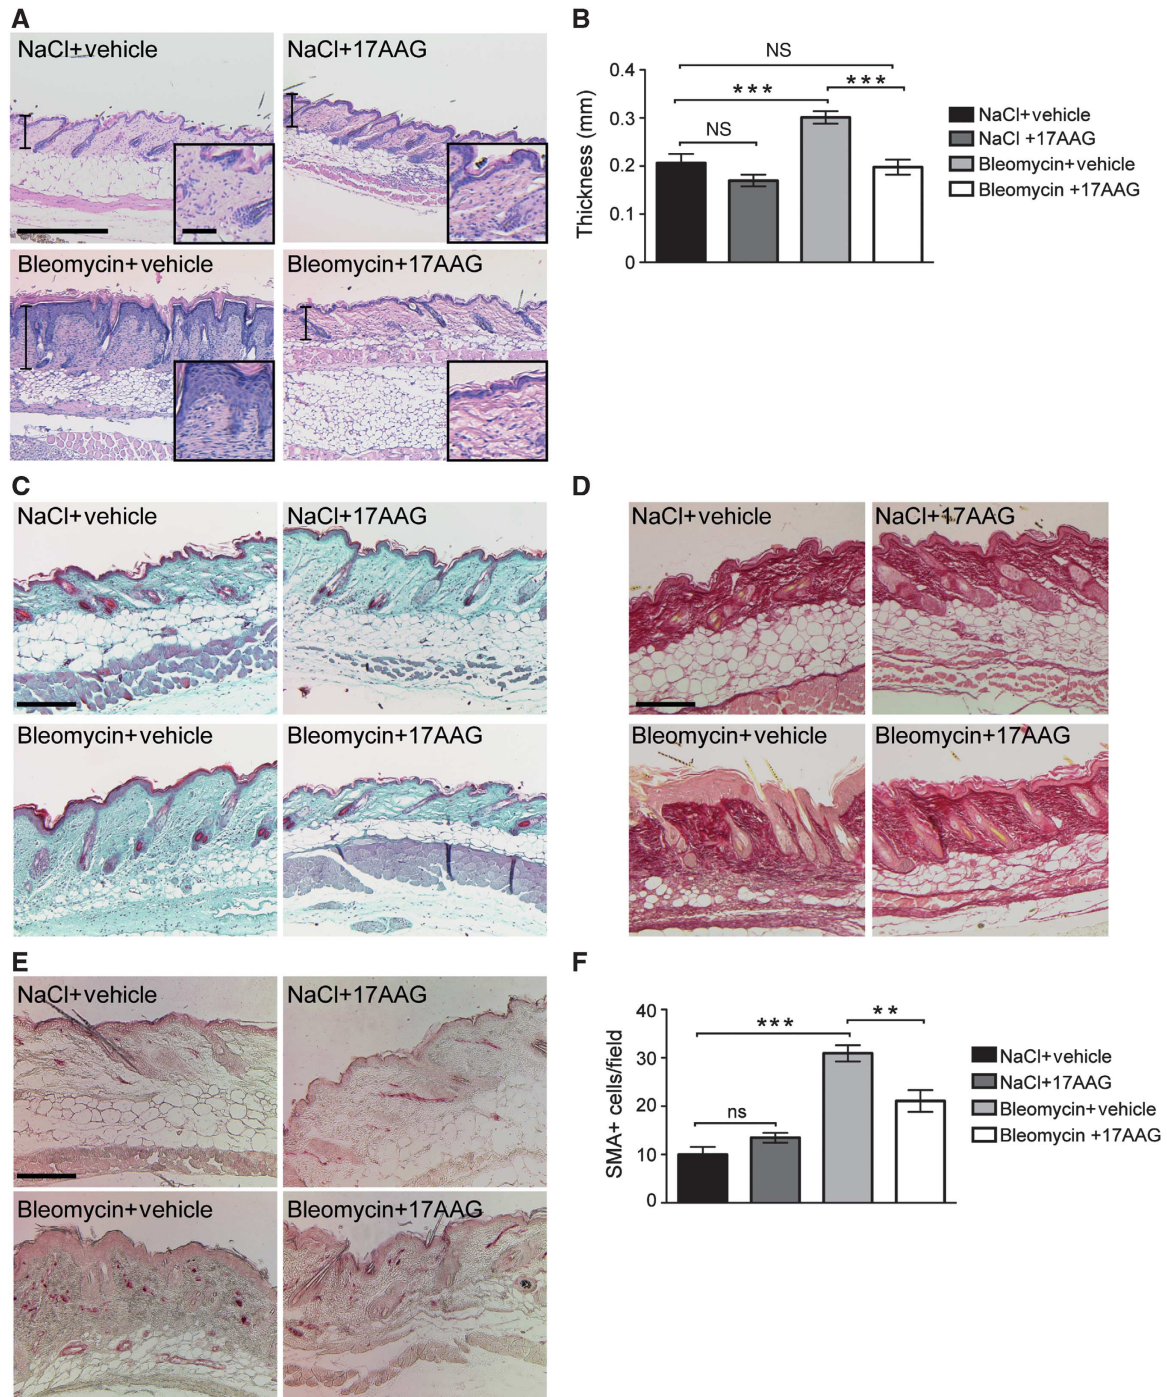 A
NaCl+vehicle
NaCl+17AAG
Bleomycin+vehicle
Bleomycin+17AAG
B
NS
***
***
NS
0.4
0.3
0.2
0.1
0
Thickness (mm)
NaCl+vehicle
NaCl +17AAG
Bleomycin+vehicle
Bleomycin +17AAG
C
NaCl+vehicle
NaCl+17AAG
Bleomycin+vehicle
Bleomycin+17AAG
D
NaCl+vehicle
NaCl+17AAG
Bleomycin+vehicle
Bleomycin+17AAG
E
NaCl+vehicle
NaCl+17AAG
Bleomycin+vehicle
Bleomycin+17AAG
F
***
**
ns
40
30
20
10
0
SMA+ cells/field
NaCl+vehicle
NaCl+17AAG
Bleomycin+vehicle
Bleomycin +17AAG